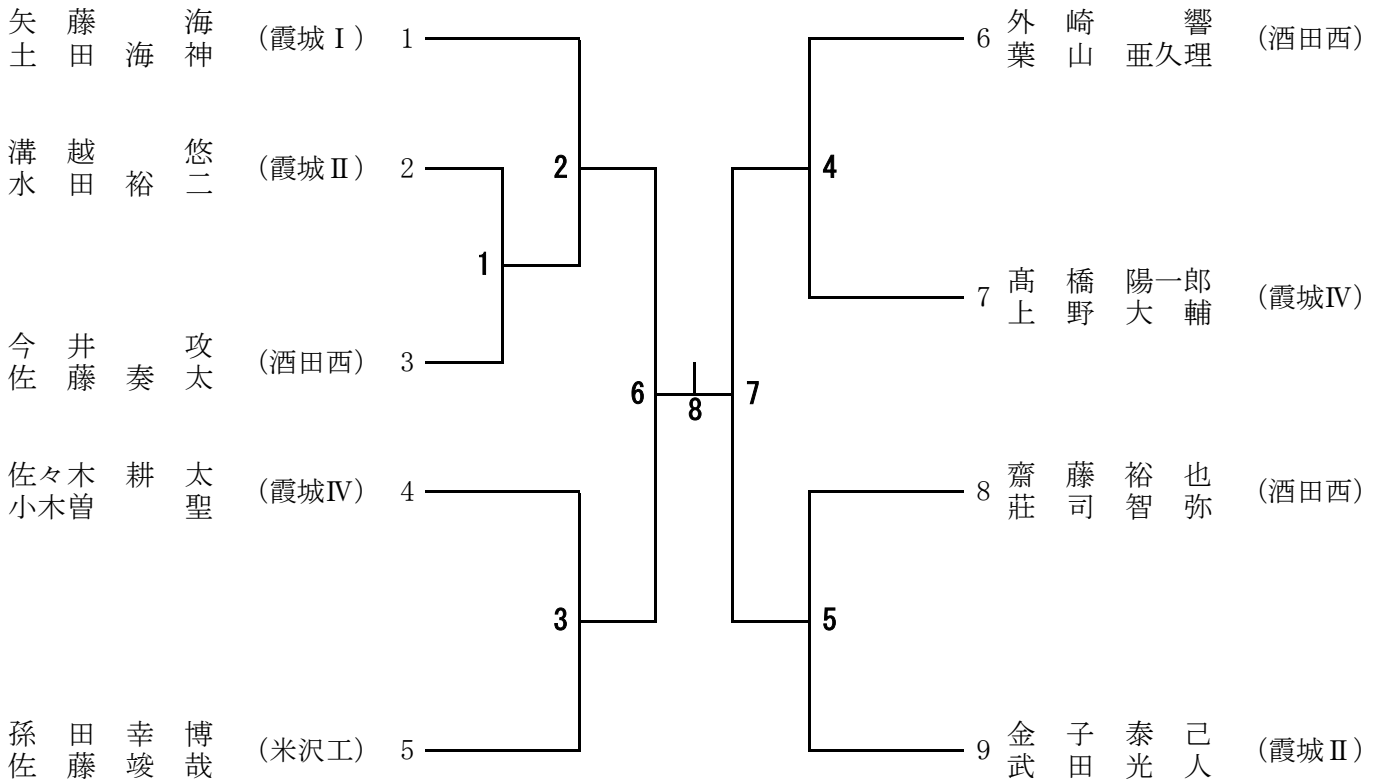 矢藤 海
土田海神
(霞城Ⅰ) 1
溝越 悠
水田裕二
(霞城Ⅱ) 2
今井 攻
佐藤奏太
(酒田西) 3
佐々木耕太
小木曽 聖
(霞城Ⅳ) 4
孫田幸博
佐藤竣哉
(米沢工) 5
1
2
3
6
8
7
4
5
6 外崎 響
葉山亜久理
(酒田西)
7 髙橋陽一郎
上野大輔
(霞城Ⅳ)
8 齋藤裕也
莊司智弥
(酒田西)
9 金子泰己
武田光人
(霞城Ⅱ)